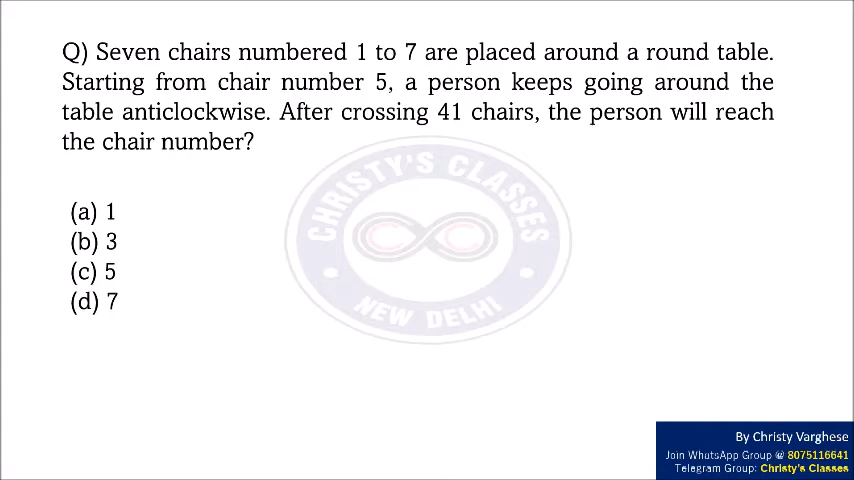 Q) Seven chairs numbered 1 to 7 are placed around a round table.
Starting from chair number 5, a person keeps going around the
table anticlockwise. After crossing 41 chairs, the person will reach
the chair number?
(a) 1
(b) 3
(c) 5
(d) 7
CHRISTY'S CLASSES
CC
NEW DELHI
By Christy Varghese
Join WhatsApp Group @ 8075116641
Telegram Group: Christy's Classes